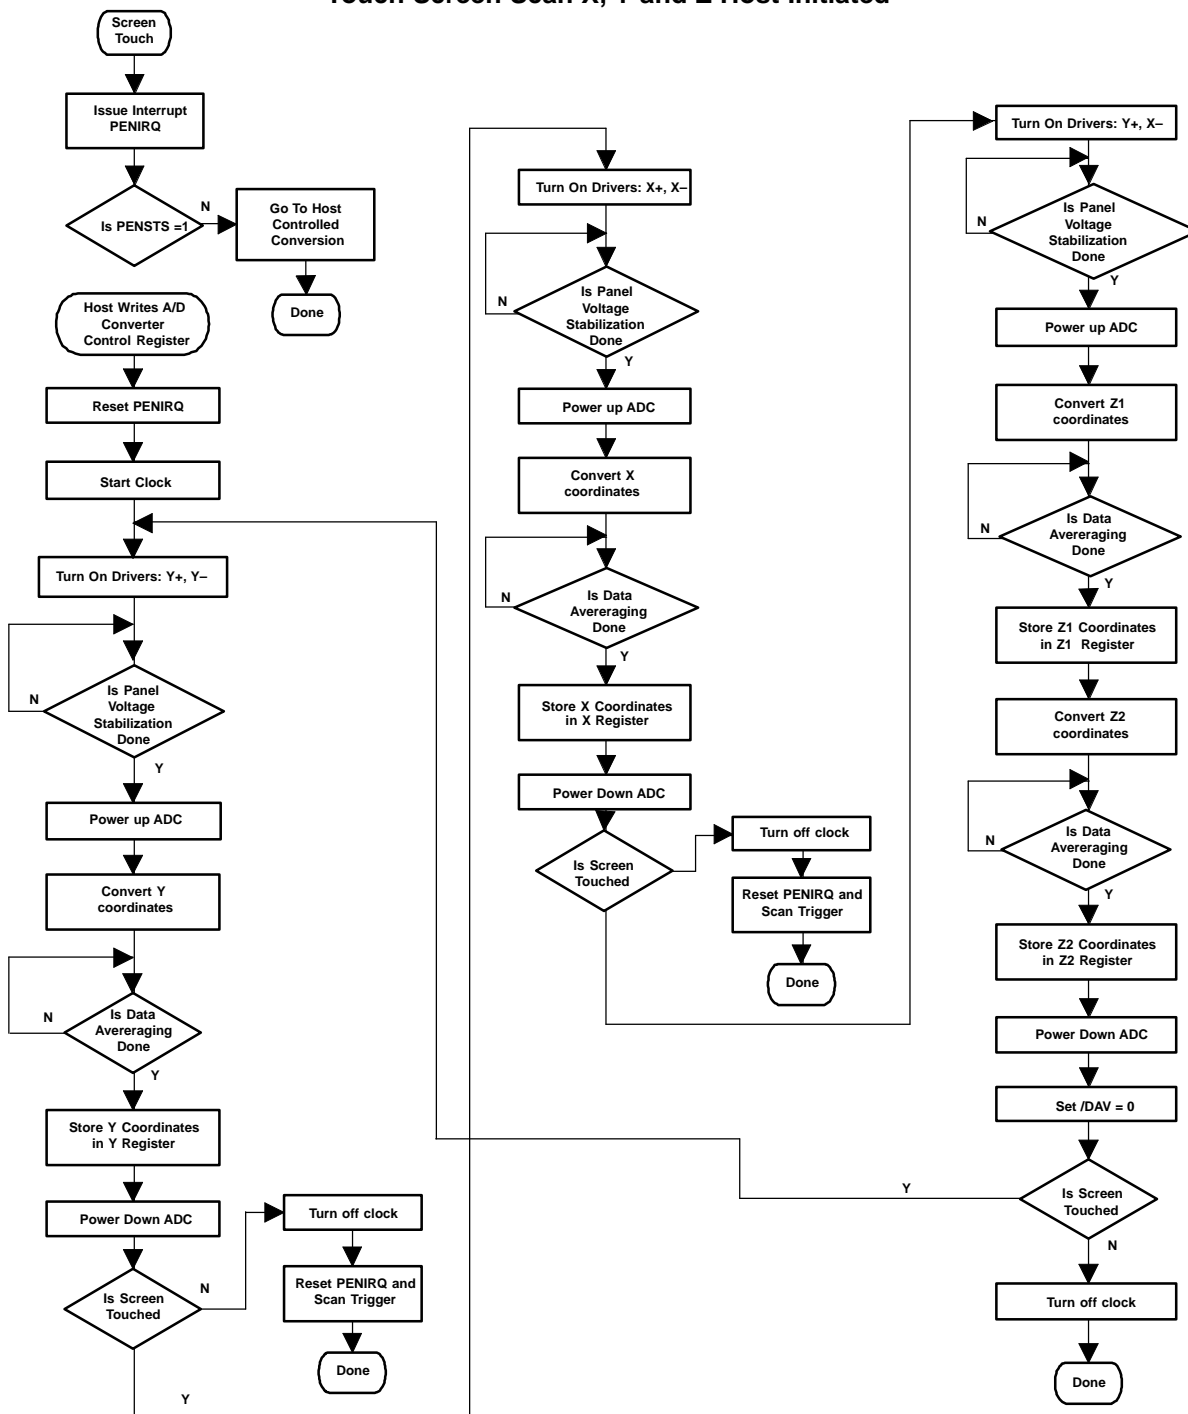 Touch Screen Scan X, Y and Z Host Initiated
Screen
Touch
Issue Interrupt
PENIRQ
Is PENSTS =1
N
Go To Host
Controlled
Conversion
Done
Host Writes A/D
Converter
Control Register
Reset PENIRQ
Start Clock
Turn On Drivers: Y+, Y–
Is Panel
Voltage
Stabilization
Done
N
Y
Power up ADC
Convert Y
coordinates
Is Data
Avereraging
Done
N
Y
Store Y Coordinates
in Y Register
Power Down ADC
Is Screen
Touched
N
Y
Turn off clock
Reset PENIRQ and
Scan Trigger
Done
Turn On Drivers: X+, X–
Is Panel
Voltage
Stabilization
Done
N
Y
Power up ADC
Convert X
coordinates
Is Data
Avereraging
Done
N
Y
Store X Coordinates
in X Register
Power Down ADC
Is Screen
Touched
Turn off clock
Reset PENIRQ and
Scan Trigger
Done
Turn On Drivers: Y+, X–
Is Panel
Voltage
Stabilization
Done
N
Y
Power up ADC
Convert Z1
coordinates
Is Data
Avereraging
Done
N
Y
Store Z1 Coordinates
in Z1 Register
Convert Z2
coordinates
Is Data
Avereraging
Done
N
Y
Store Z2 Coordinates
in Z2 Register
Power Down ADC
Set /DAV = 0
Is Screen
Touched
Y
N
Turn off clock
Done